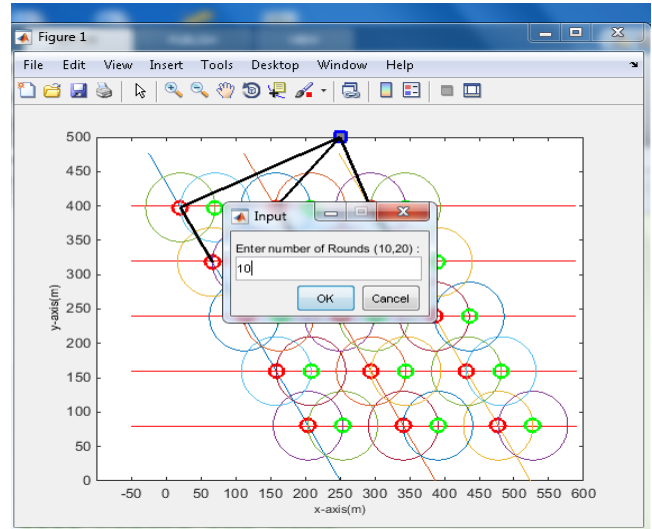 Figure 1
File Edit View Insert Tools Desktop Window Help
500
450
400
350
300
250
200
150
100
50
0
y-axis(m)
Input
Enter number of Rounds (10,20) :
10
OK Cancel
-50 0 50 100 150 200 250 300 350 400 450 500 550 600
x-axis(m)